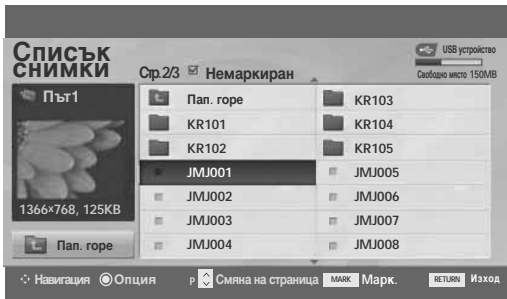 Списък
снимки
Стр.2/3 Немаркиран
USB устройство
Свободно място 150MB
Път1
1366×768, 125KB
Пап. горе
Пап. горе
KR101
KR102
JMJ001
JMJ002
JMJ003
JMJ004
KR103
KR104
KR105
JMJ005
JMJ006
JMJ007
JMJ008
Навигация Опция P Смяна на страница MARK Марк. RETURN Изход